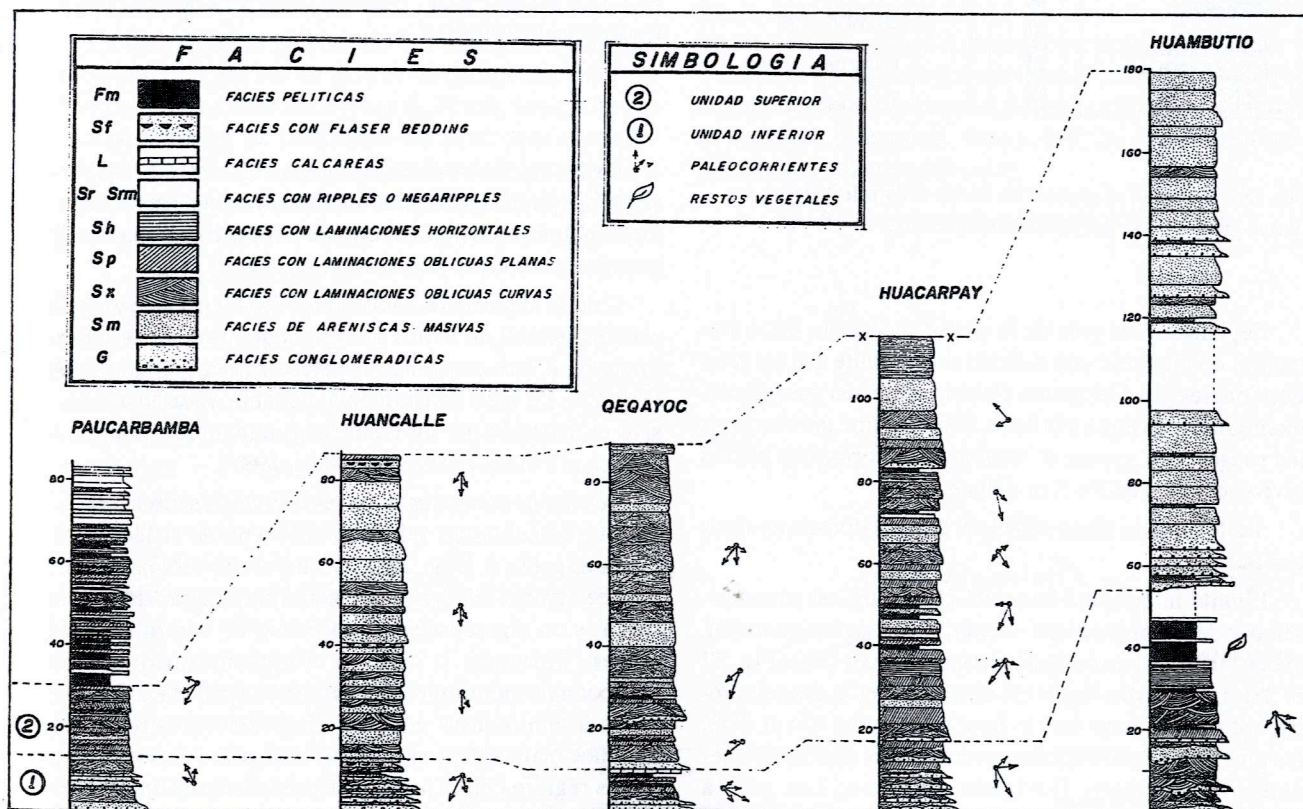 F A C I E S
Fm FACIES PELITICAS
Sf FACIES CON FLASER BEDDING
L FACIES CALCAREAS
Sr Srm FACIES CON RIPPLES O MEGARIPPLES
Sh FACIES CON LAMINACIONES HORIZONTALES
Sp FACIES CON LAMINACIONES OBLICUAS PLANAS
Sx FACIES CON LAMINACIONES OBLICUAS CURVAS
Sm FACIES DE ARENISCAS MASIVAS
G FACIES CONGLOMERADICAS
SIMBOLOGIA
2 UNIDAD SUPERIOR
1 UNIDAD INFERIOR
PALEOCORRIENTES
RESTOS VEGETALES
PAUCARBAMBA
80
60
40
20
2
1
HUANCALLE
80
60
40
20
QEQAYOC
80
60
40
20
HUACARPAY
X X
100
80
60
40
20
HUAMBUTIO
180
160
140
120
100
80
60
40
20